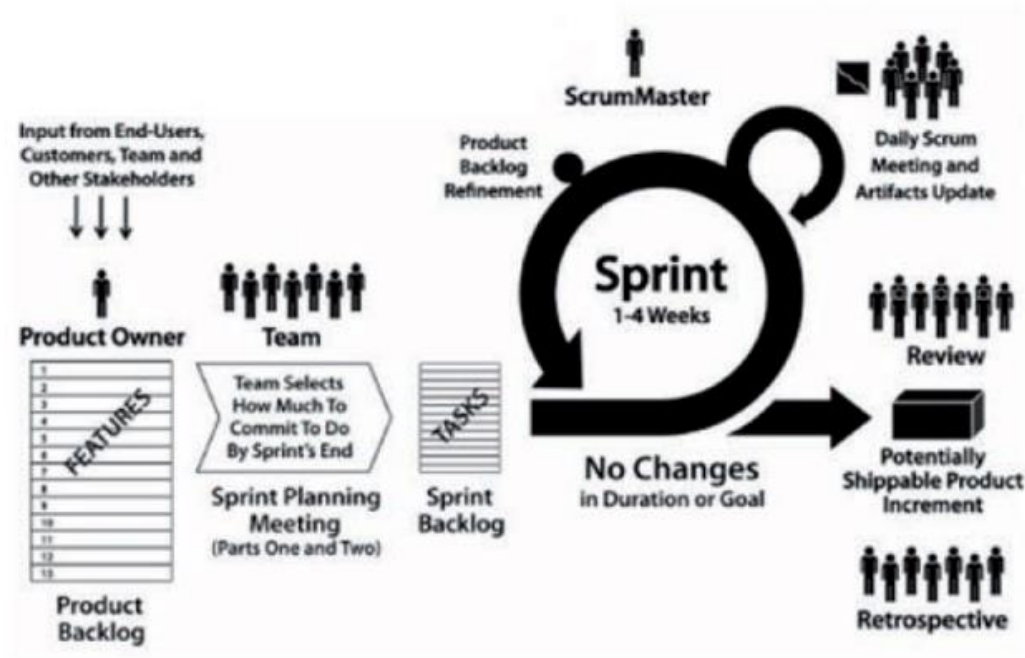 Input from End-Users,
Customers, Team and
Other Stakeholders
Product Owner
1
2
3
4
5
6
7
8
9
10
11
12
13
FEATURES
Product
Backlog
Team
Team Selects
How Much To
Commit To Do
By Sprint's End
Sprint Planning
Meeting
(Parts One and Two)
TASKS
Sprint
Backlog
ScrumMaster
Product
Backlog
Refinement
Sprint
1-4 Weeks
No Changes
in Duration or Goal
Daily Scrum
Meeting and
Artifacts Update
Review
Potentially
Shippable Product
Increment
Retrospective